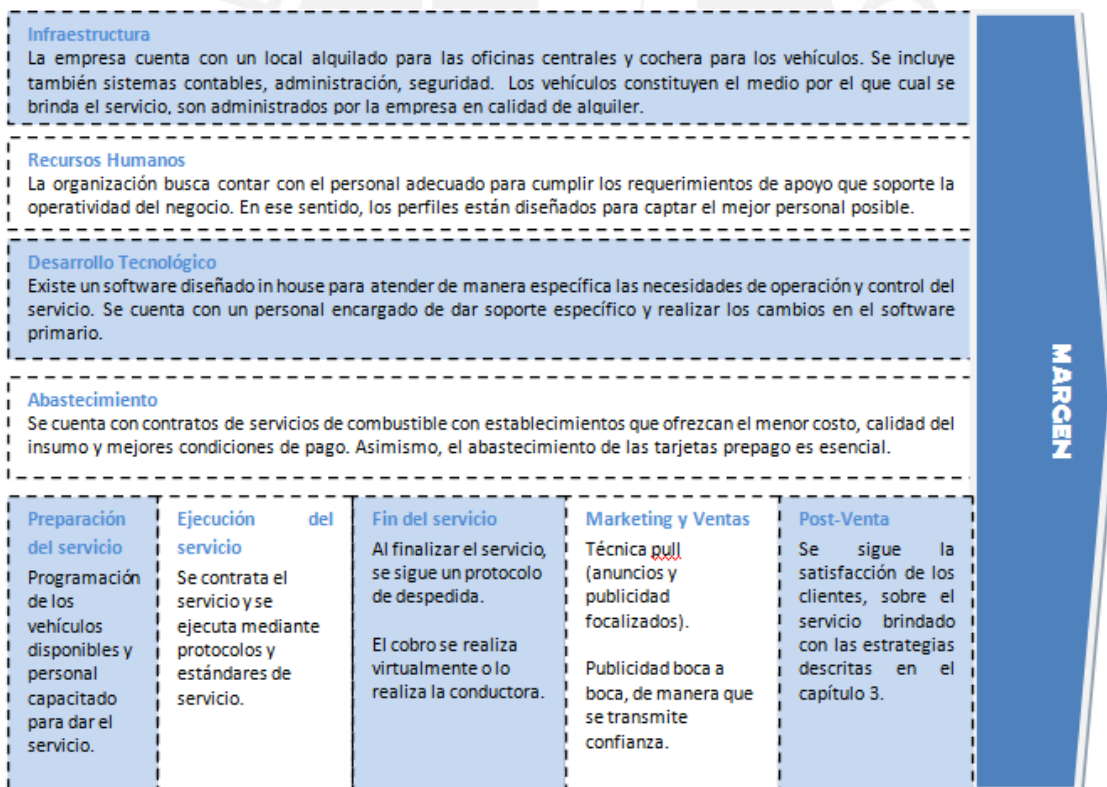 Infraestructura
La empresa cuenta con un local alquilado para las oficinas centrales y cochera para los vehículos. Se incluye
también sistemas contables, administración, seguridad. Los vehículos constituyen el medio por el que cual se
brinda el servicio, son administrados por la empresa en calidad de alquiler.
Recursos Humanos
La organización busca contar con el personal adecuado para cumplir los requerimientos de apoyo que soporte la
operatividad del negocio. En ese sentido, los perfiles están diseñados para captar el mejor personal posible.
Desarrollo Tecnológico
Existe un software diseñado in house para atender de manera específica las necesidades de operación y control del
servicio. Se cuenta con un personal encargado de dar soporte específico y realizar los cambios en el software
primario.
Abastecimiento
Se cuenta con contratos de servicios de combustible con establecimientos que ofrezcan el menor costo, calidad del
insumo y mejores condiciones de pago. Asimismo, el abastecimiento de las tarjetas prepago es esencial.
Preparación
del servicio
Programación
de los
vehículos
disponibles y
personal
capacitado
para dar el
servicio.
Ejecución del
servicio
Se contrata el
servicio y se
ejecuta mediante
protocolos y
estándares de
servicio.
Fin del servicio
Al finalizar el servicio,
se sigue un protocolo
de despedida.
El cobro se realiza
virtualmente o lo
realiza la conductora.
Marketing y Ventas
Técnica pull
(anuncios y
publicidad
focalizados).
Publicidad boca a
boca, de manera que
se transmite
confianza.
Post-Venta
Se sigue la
satisfacción de los
clientes, sobre el
servicio brindado
con las estrategias
descritas en el
capítulo 3.
MARGEN